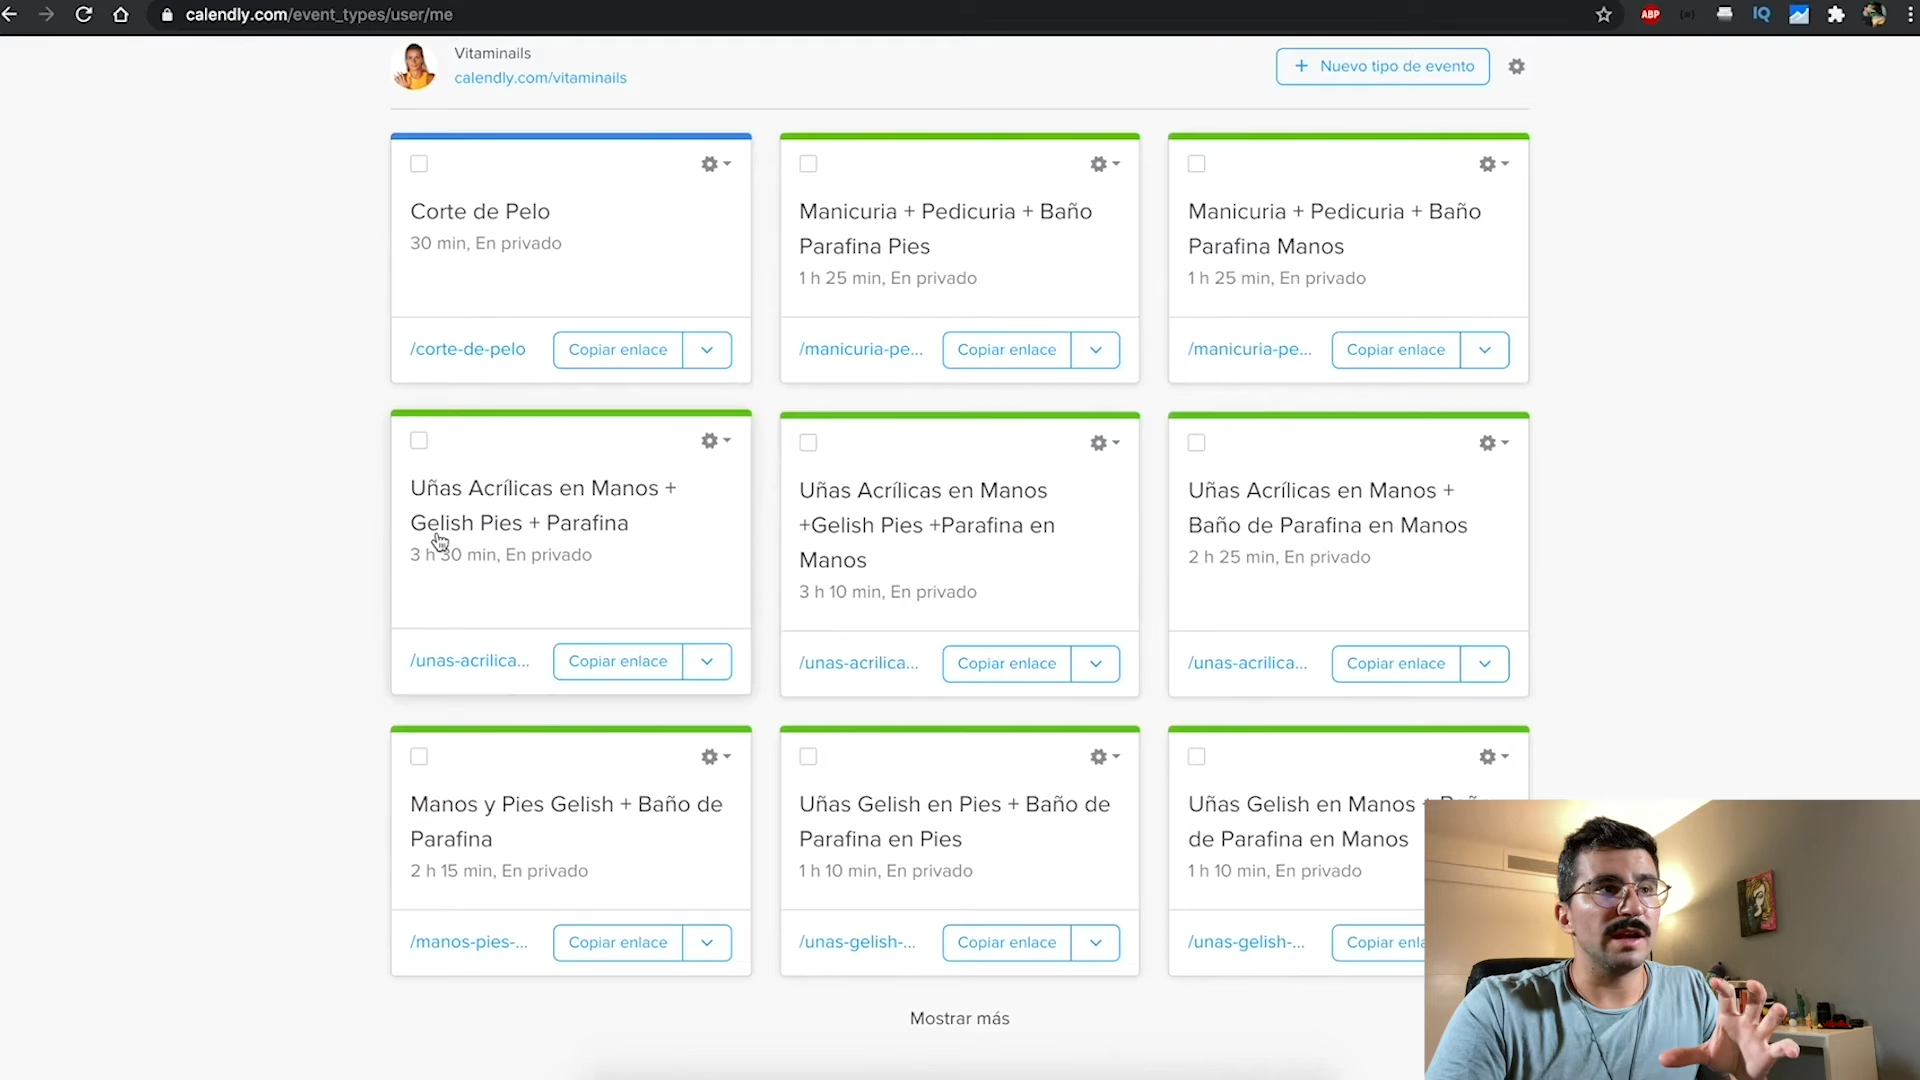 calendly.com/event_types/user/me
ABP
IQ
Vitaminails
calendly.com/vitaminails
+ Nuevo tipo de evento
Corte de Pelo
30 min, En privado
/corte-de-pelo
Copiar enlace
Manicuria + Pedicuria + Baño
Parafina Pies
1 h 25 min, En privado
/manicuria-pe...
Copiar enlace
Manicuria + Pedicuria + Baño
Parafina Manos
1 h 25 min, En privado
/manicuria-pe...
Copiar enlace
Uñas Acrílicas en Manos +
Gelish Pies + Parafina
3 h 30 min, En privado
/unas-acrilica...
Copiar enlace
Uñas Acrílicas en Manos
+Gelish Pies +Parafina en
Manos
3 h 10 min, En privado
/unas-acrilica...
Copiar enlace
Uñas Acrílicas en Manos +
Baño de Parafina en Manos
2 h 25 min, En privado
/unas-acrilica...
Copiar enlace
Manos y Pies Gelish + Baño de
Parafina
2 h 15 min, En privado
/manos-pies-...
Copiar enlace
Uñas Gelish en Pies + Baño de
Parafina en Pies
1 h 10 min, En privado
/unas-gelish-...
Copiar enlace
Uñas Gelish en Manos +
de Parafina en Manos
1 h 10 min, En privado
/unas-gelish-...
Copiar
Mostrar más